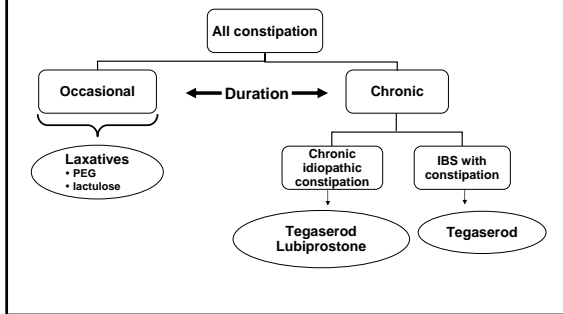 All constipation
Occasional
Duration
Chronic
Laxatives
• PEG
• lactulose
Chronic
idiopathic
constipation
IBS with
constipation
Tegaserod
Lubiprostone
Tegaserod